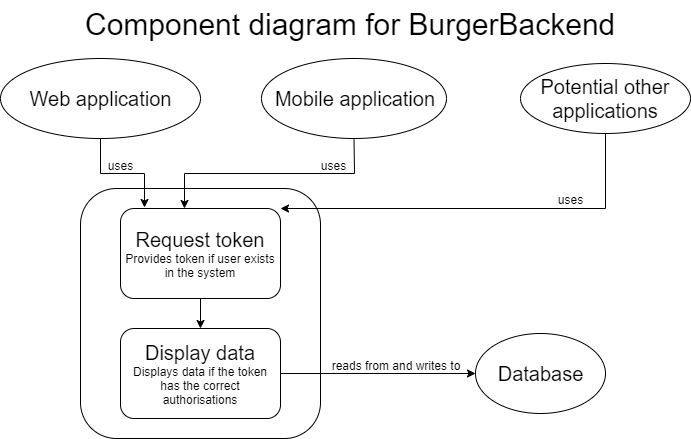 Component diagram for BurgerBackend
Web application
Mobile application
Potential other
applications
uses
uses
uses
Request token
Provides token if user exists
in the system
Display data
Displays data if the token
has the correct
authorisations
reads from and writes to
Database